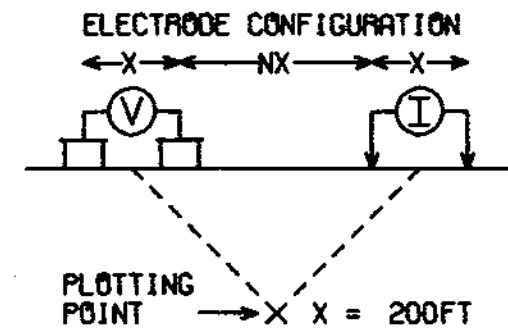 ELECTRODE CONFIGURATION
X NX X
V I
PLOTTING
POINT X X = 200FT